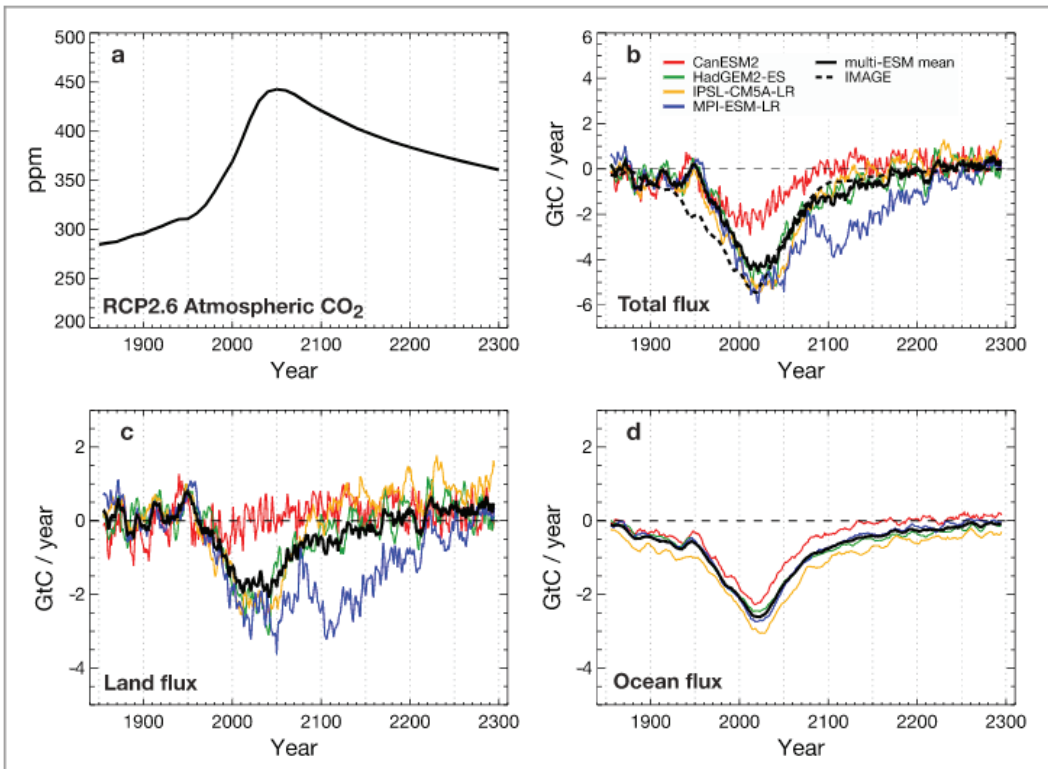 a
500
450
400
350
300
250
200
ppm
RCP2.6 Atmospheric CO₂
1900 2000 2100 2200 2300
Year
b
6
4
2
0
-2
-4
-6
GtC / year
CanESM2
HadGEM2-ES
IPSL-CM5A-LR
MPI-ESM-LR
multi-ESM mean
IMAGE
Total flux
1900 2000 2100 2200 2300
Year
c
2
0
-2
-4
GtC / year
Land flux
1900 2000 2100 2200 2300
Year
d
2
0
-2
-4
GtC / year
Ocean flux
1900 2000 2100 2200 2300
Year